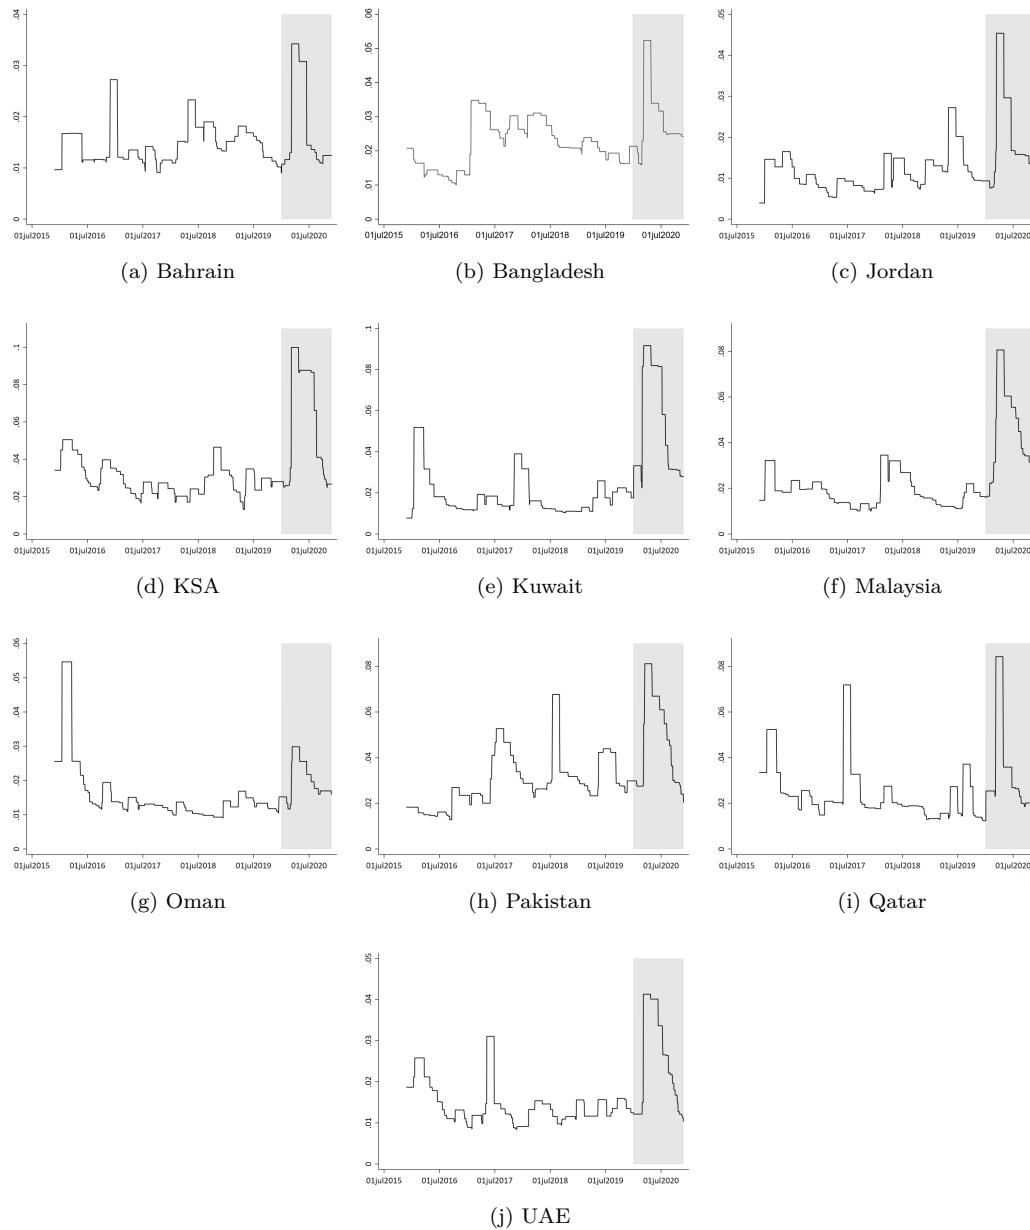 .04
.03
.02
.01
0
01jul2015 01jul2016 01jul2017 01jul2018 01jul2019 01jul2020
(a) Bahrain
.06
.05
.04
.03
.02
.01
0
01jul2015 01jul2016 01jul2017 01jul2018 01jul2019 01jul2020
(b) Bangladesh
.05
.04
.03
.02
.01
0
01jul2015 01jul2016 01jul2017 01jul2018 01jul2019 01jul2020
(c) Jordan
.1
.08
.06
.04
.02
0
01jul2015 01jul2016 01jul2017 01jul2018 01jul2019 01jul2020
(d) KSA
.1
.08
.06
.04
.02
0
01jul2015 01jul2016 01jul2017 01jul2018 01jul2019 01jul2020
(e) Kuwait
.08
.06
.04
.02
0
01jul2015 01jul2016 01jul2017 01jul2018 01jul2019 01jul2020
(f) Malaysia
.06
.05
.04
.03
.02
.01
0
01jul2015 01jul2016 01jul2017 01jul2018 01jul2019 01jul2020
(g) Oman
.08
.06
.04
.02
0
01jul2015 01jul2016 01jul2017 01jul2018 01jul2019 01jul2020
(h) Pakistan
.08
.06
.04
.02
0
01jul2015 01jul2016 01jul2017 01jul2018 01jul2019 01jul2020
(i) Qatar
.05
.04
.03
.02
.01
0
01jul2015 01jul2016 01jul2017 01jul2018 01jul2019 01jul2020
(j) UAE